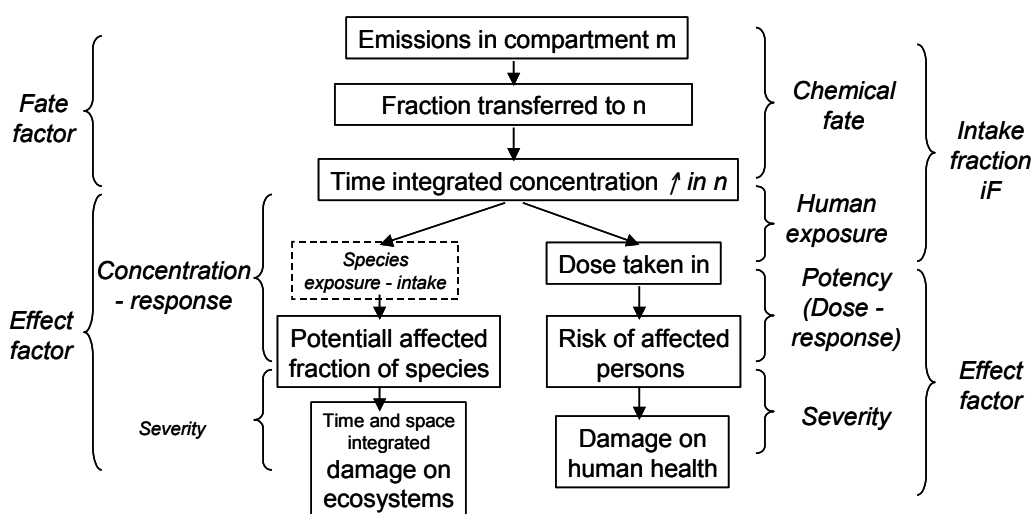 Emissions in compartment m
Fraction transferred to n
Time integrated concentration ↑ in n
Fate
factor
Chemical
fate
Intake
fraction
iF
Human
exposure
Species
exposure - intake
Dose taken in
Concentration
- response
Potency
(Dose -
response)
Effect
factor
Potentiall affected
fraction of species
Risk of affected
persons
Effect
factor
Severity
Time and space
integrated
damage on
ecosystems
Damage on
human health
Severity